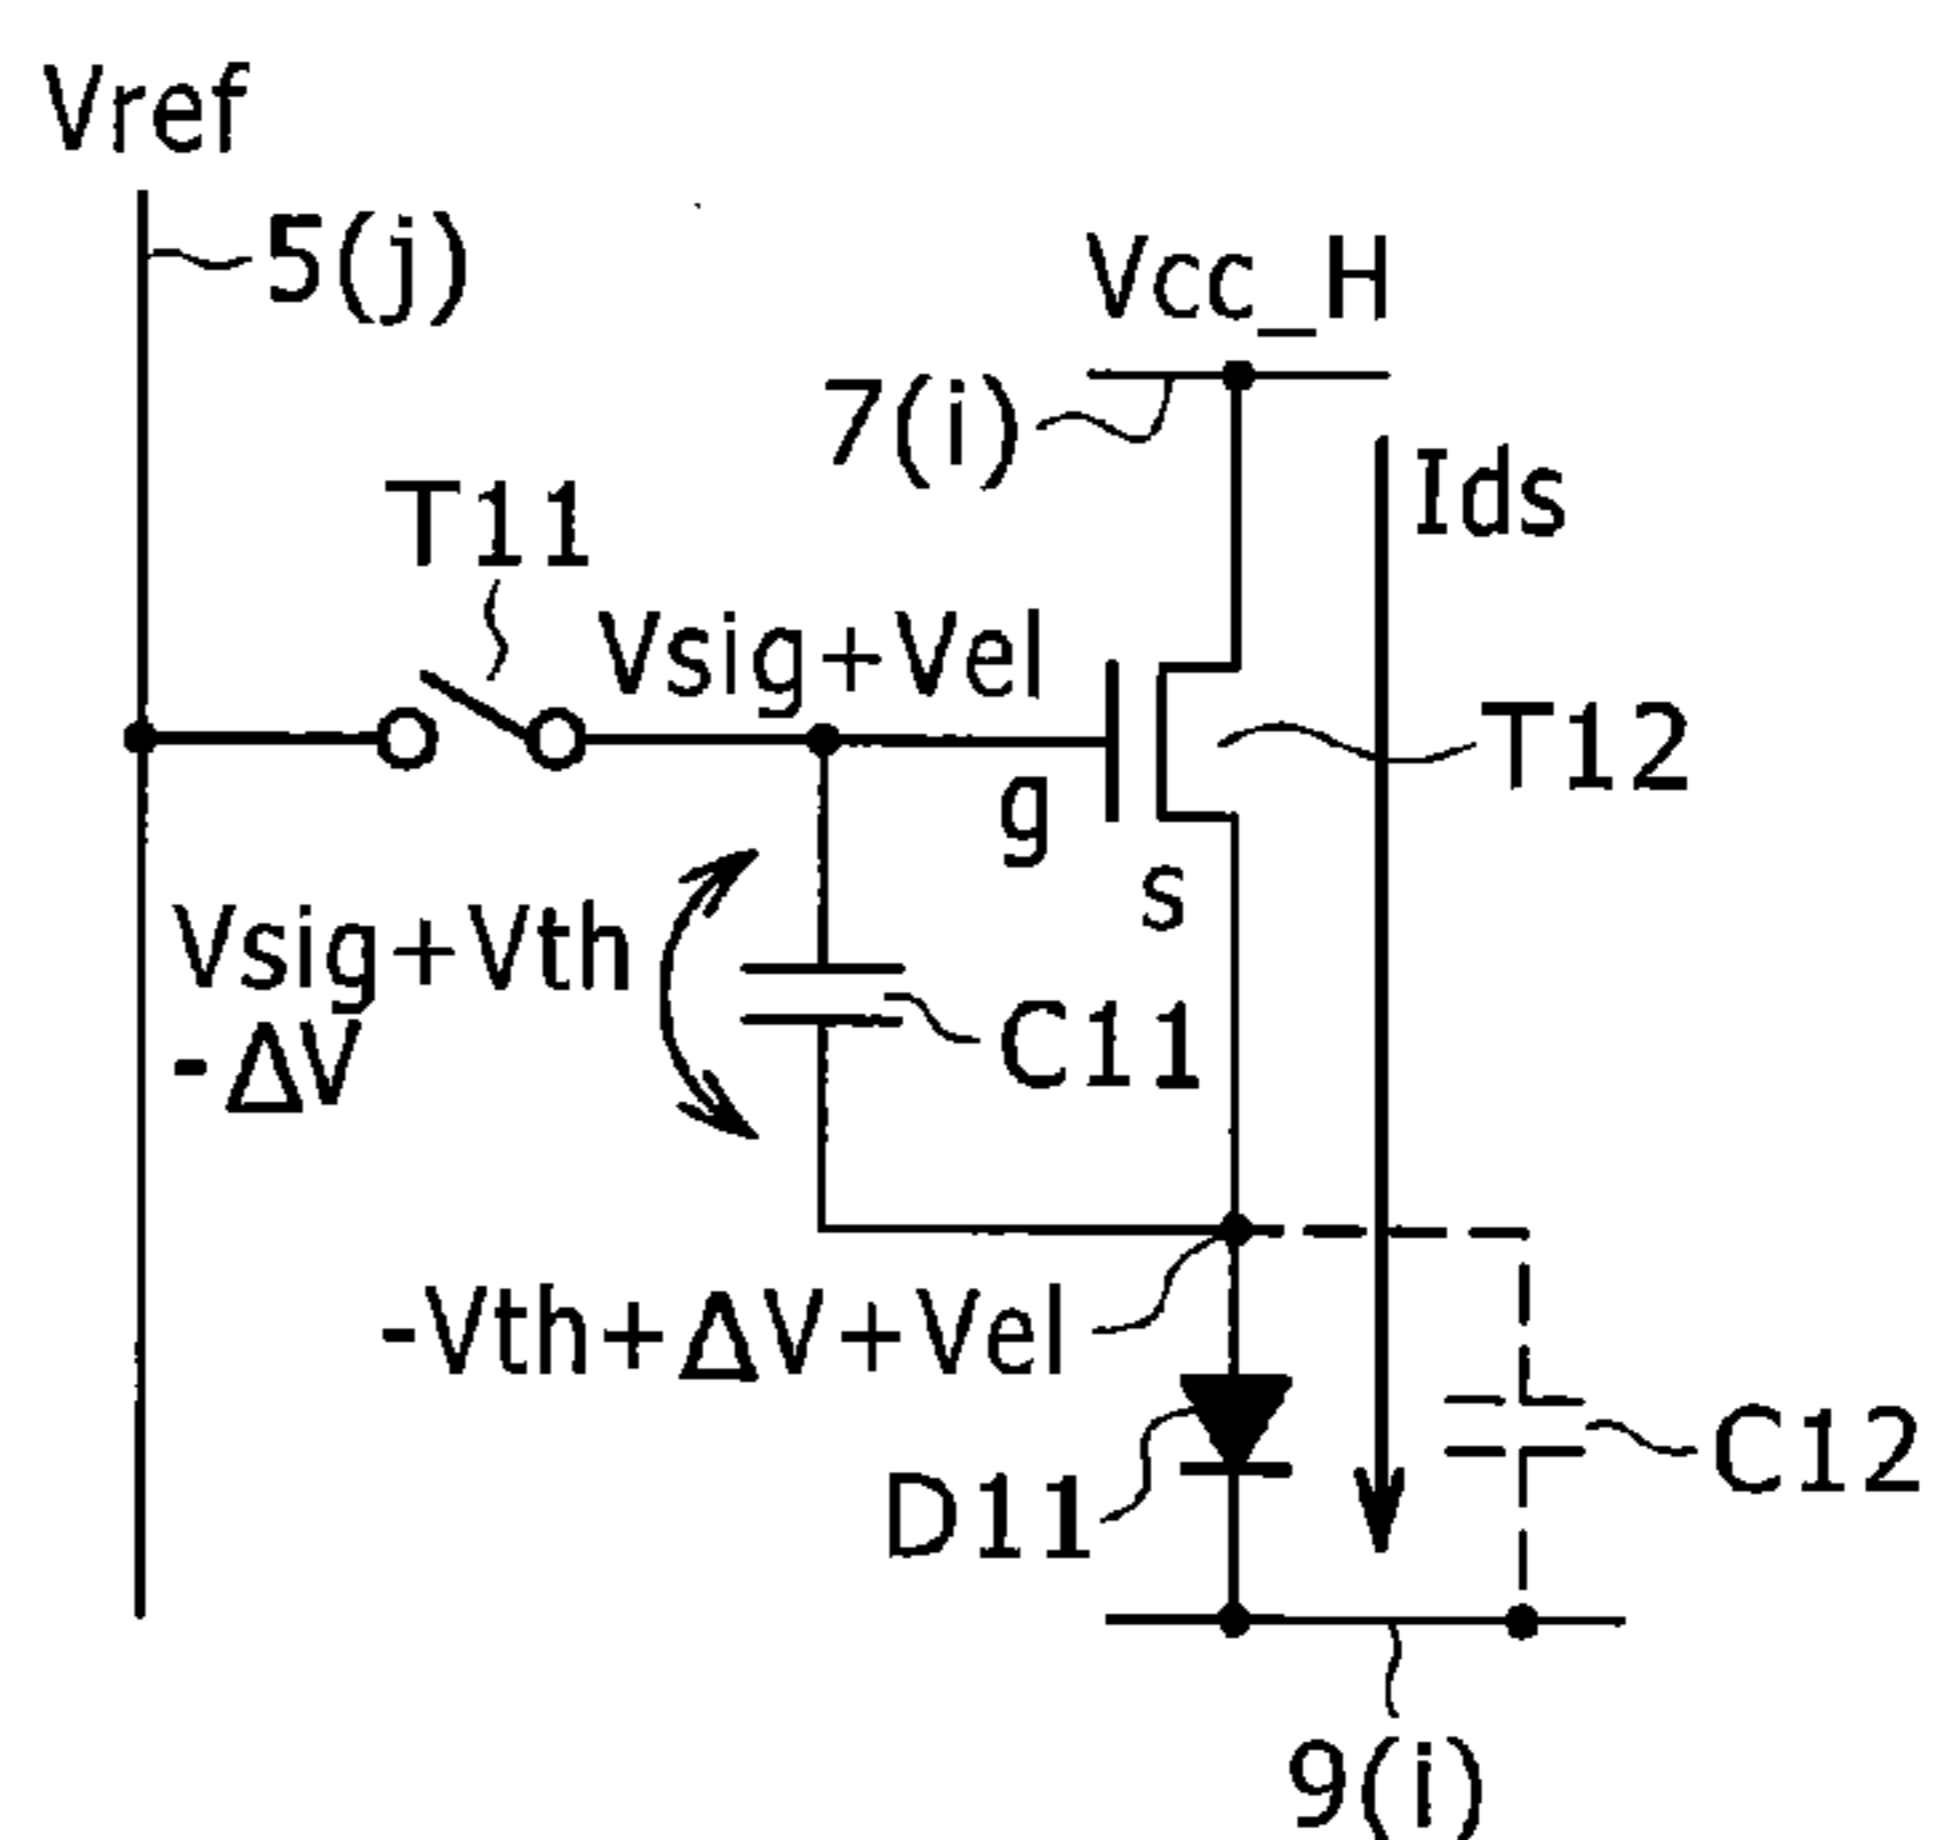 Vref
5(j)
Vcc_H
7(i)
Ids
T11
Vsig+Vel
T12
g
s
Vsig+Vth
-ΔV
C11
-Vth+ΔV+Vel
D11
C12
9(i)